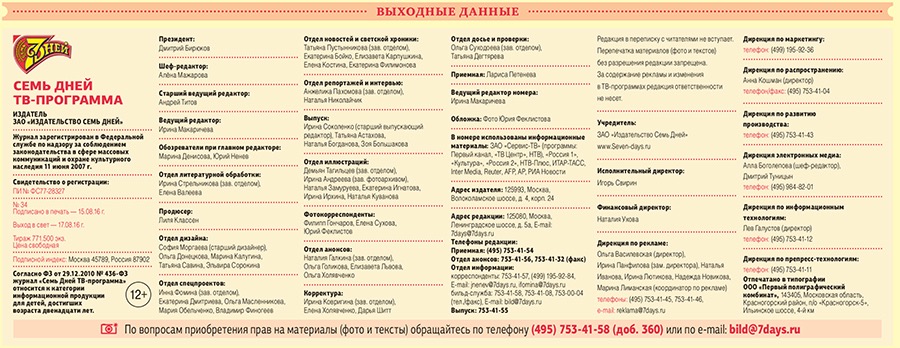 ВЫХОДНЫЕ ДАННЫЕ
7 ДНЕЙ
СЕМЬ ДНЕЙ
ТВ-ПРОГРАММА
ИЗДАТЕЛЬ
ЗАО «ИЗДАТЕЛЬСТВО СЕМЬ ДНЕЙ»
Журнал зарегистрирован в Федеральной
службе по надзору за соблюдением
законодательства в сфере массовых
коммуникаций и охране культурного
наследия 11 июня 2007 г.
Свидетельство о регистрации:
ПИ № ФС77-28327
№ 34
Подписано в печать — 15.08.16 г.
Выход в свет — 17.08.16 г.
Тираж 771 500 экз.
Цена свободная
Подписной индекс: Москва 45789, Россия 87902
Согласно ФЗ от 29.12.2010 № 436-ФЗ
журнал «Семь Дней ТВ-программа»
относится к категории
информационной продукции
для детей, достигших
возраста двенадцати лет.
12+
Президент:
Дмитрий Бирюков
Шеф-редактор:
Алёна Мажарова
Старший ведущий редактор:
Андрей Титов
Ведущий редактор:
Ирина Макаричева
Обозреватели при главном редакторе:
Марина Денисова, Юрий Ненев
Отдел литературной обработки:
Ирина Стрельникова (зав. отделом),
Елена Валеева
Продюсер:
Лиля Классен
Отдел дизайна:
София Моргаева (старший дизайнер),
Ольга Донецкова, Марина Калугина,
Татьяна Савина, Эльвира Сорокина
Отдел спецпроектов:
Инна Фомина (зав. отделом),
Екатерина Дмитриева, Ольга Масленникова,
Мария Обельченко, Владимир Финогеев
Отдел новостей и светской хроники:
Татьяна Пустынникова (зав. отделом),
Екатерина Бойко, Елизавета Карпушкина,
Елена Костина, Екатерина Филимонова
Отдел репортажей и интервью:
Анжелика Пахомова (зав. отделом),
Наталья Николайчик
Выпуск:
Ирина Соколенко (старший выпускающий
редактор), Татьяна Астахова,
Наталья Богданова, Зоя Большакова
Отдел иллюстраций:
Демьян Тагильцев (зав. отделом),
Ирина Андреева (зав. фотоархивом),
Наталья Замуруева, Екатерина Игнатова,
Ирина Ирхина, Наталья Куванова
Фотокорреспонденты:
Филипп Гончаров, Елена Сухова,
Юрий Феклистов
Отдел анонсов:
Наталия Галкина (зав. отделом),
Ольга Голикова, Елизавета Львова,
Ольга Холявченко
Корректура:
Ирина Ковригина (зав. отделом),
Елена Холявченко, Дарья Шитт
Отдел досье и проверки:
Ольга Суходоева (зав. отделом),
Татьяна Дегтярева
Приемная: Лариса Петенева
Ведущий редактор номера:
Ирина Макаричева
Обложка: Фото Юрия Феклистова
В номере использованы информационные
материалы: ЗАО «Сервис-ТВ» (программы:
Первый канал, «ТВ Центр», НТВ), «Россия 1»,
«Культура», «Россия 2», НТВ-Плюс, ИТАР-ТАСС,
Inter Media, Reuter, AFP, AP, РИА Новости
Адрес издателя: 125993, Москва,
Волоколамское шоссе, д. 4, корп. 24
Адрес редакции: 125080, Москва,
Ленинградское шоссе, д. 5а, E-mail:
7days@7days.ru
Телефоны редакции:
Приемная: (495) 753-41-54
Отдел анонсов: 753-41-56, 753-41-32 (факс)
Отдел информации:
корреспонденты: 753-41-57, (499) 195-92-84,
E-mail: jnenev@7days.ru, ifomina@7days.ru
бильд-служба: 753-41-58, 753-41-08, 753-00-04
(тел./факс), E-mail: bild@7days.ru
Выпуск: 753-41-55
Редакция в переписку с читателями не вступает.
Перепечатка материалов (фото и текстов)
без разрешения редакции запрещена.
За содержание рекламы и изменения
в ТВ-программах редакция ответственности
не несет.
Учредитель:
ЗАО «Издательство Семь Дней»
www.Seven-days.ru
Исполнительный директор:
Игорь Свирин
Финансовый директор:
Наталия Ухова
Дирекция по рекламе:
Ольга Василевская (директор),
Ирина Панфилова (зам. директора), Наталья
Иванова, Ирина Лютикова, Надежда Новикова,
Марина Лиманская (координатор по рекламе)
телефоны: (495) 753-41-45, 753-41-46,
e-mail: reklama@7days.ru
Дирекция по маркетингу:
телефон: (499) 195-92-36
Дирекция по распространению:
Анна Кошман (директор)
телефон/факс: (495) 753-41-04
Дирекция по развитию
производства:
телефон: (495) 753-41-43
Дирекция электронных медиа:
Алла Боголепова (шеф-редактор),
Дмитрий Туницын
телефон: (495) 984-82-01
Дирекция по информационным
технологиям:
Лев Галустов (директор)
телефон: (495) 753-41-12
Дирекция по препресс-технологиям:
телефон: (495) 753-41-11
Отпечатано в типографии
ООО «Первый полиграфический
комбинат», 143405, Московская область,
Красногорский район, п/о «Красногорск-5»,
Ильинское шоссе, 4-й км
По вопросам приобретения прав на материалы (фото и тексты) обращайтесь по телефону (495) 753-41-58 (доб. 360) или по e-mail: bild@7days.ru